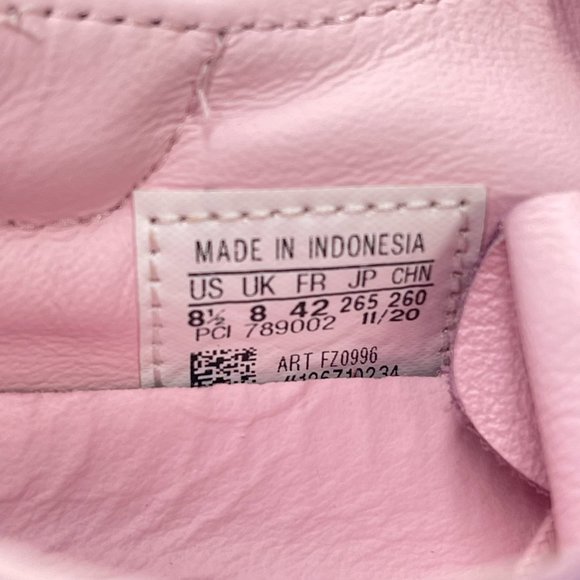 MADE IN INDONESIA
US UK FR JP CHN
8½ 8 42 265 260
PCI 789002 11/20
ART FZ0996
#196710234